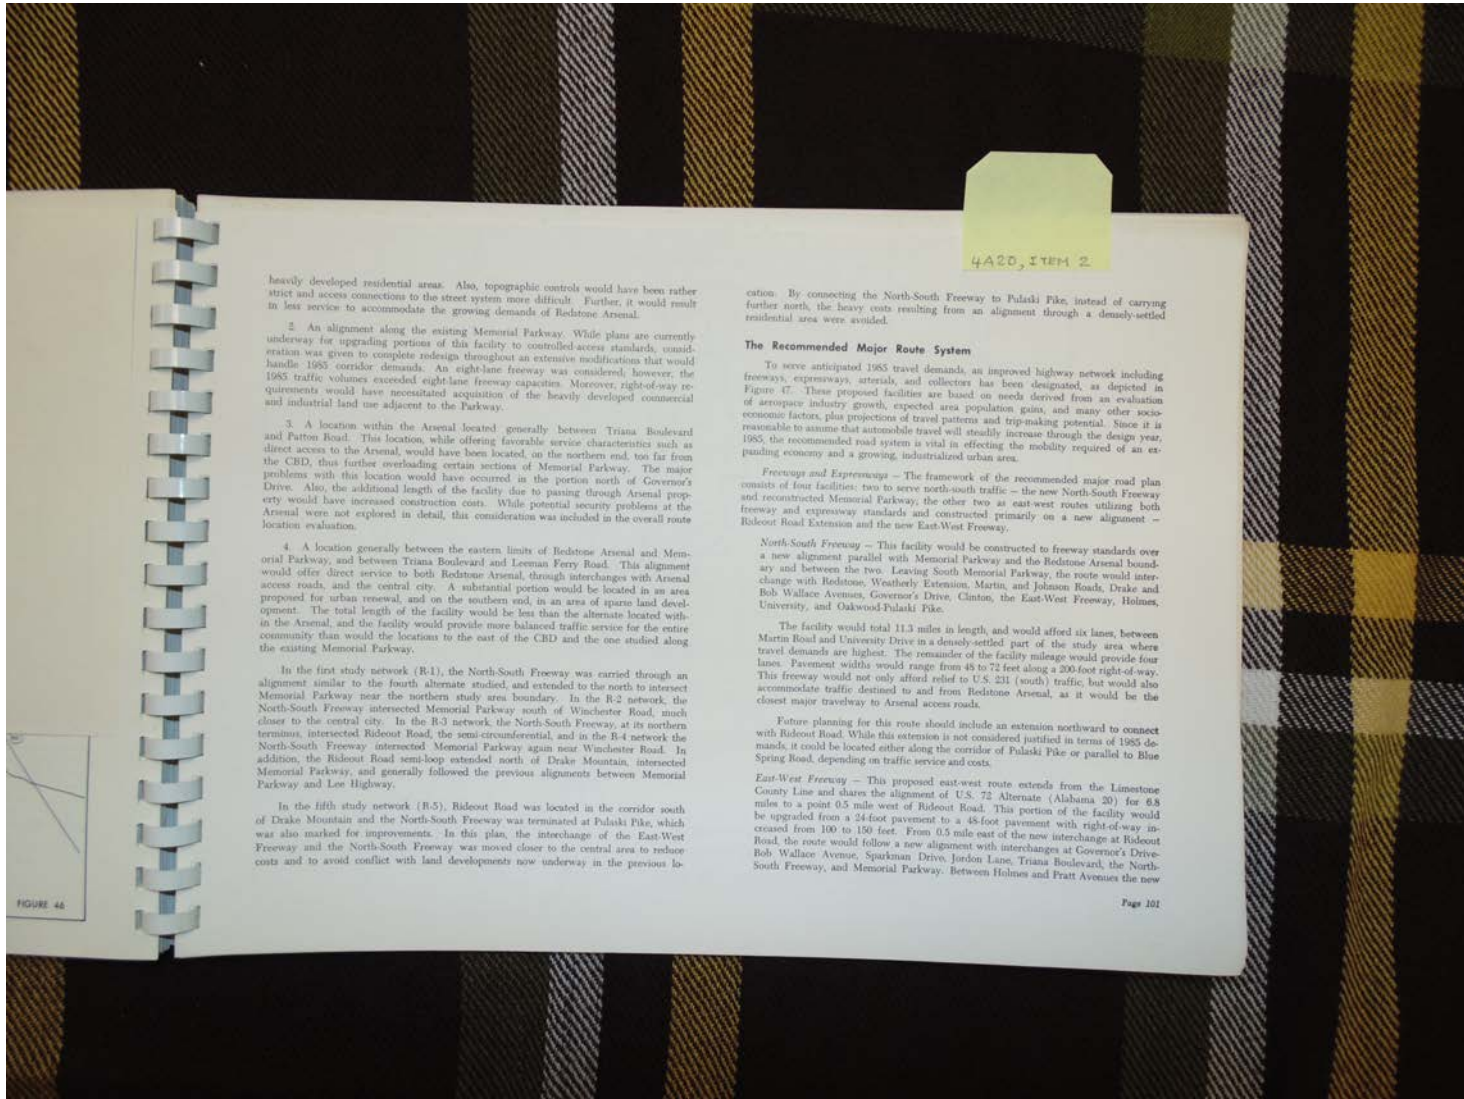 4A2D, ITEM 2
heavily developed residential areas. Also, topographic controls would have been rather
strict and access connections to the street system more difficult. Further, it would result
in less service to accommodate the growing demands of Redstone Arsenal.
2. An alignment along the existing Memorial Parkway. While plans are currently
underway for upgrading portions of this facility to controlled-access standards, consid-
eration was given to complete redesign throughout an extensive modifications that would
handle 1985 corridor demands. An eight-lane freeway was considered; however, the
1985 traffic volumes exceeded eight-lane freeway capacities. Moreover, right-of-way re-
quirements would have necessitated acquisition of the heavily developed commercial
and industrial land use adjacent to the Parkway.
3. A location within the Arsenal located generally between Triana Boulevard
and Patton Road. This location, while offering favorable service characteristics such as
direct access to the Arsenal, would have been located, on the northern end, too far from
the CBD, thus further overloading certain sections of Memorial Parkway. The major
problems with this location would have occurred in the portion north of Governor's
Drive. Also, the additional length of the facility due to passing through Arsenal prop-
erty would have increased construction costs. While potential security problems at the
Arsenal were not explored in detail, this consideration was included in the overall route
location evaluation.
4. A location generally between the eastern limits of Redstone Arsenal and Mem-
orial Parkway, and between Triana Boulevard and Leeman Ferry Road. This alignment
would offer direct service to both Redstone Arsenal, through interchanges with Arsenal
access roads, and the central city. A substantial portion would be located in an area
proposed for urban renewal, and on the southern end, in an area of sparse land devel-
opment. The total length of the facility would be less than the alternate located with-
in the Arsenal, and the facility would provide more balanced traffic service for the entire
community than would the locations to the east of the CBD and the one studied along
the existing Memorial Parkway.
In the first study network (R-1), the North-South Freeway was carried through an
alignment similar to the fourth alternate studied, and extended to the north to intersect
Memorial Parkway near the northern study area boundary. In the R-2 network, the
North-South Freeway intersected Memorial Parkway south of Winchester Road, much
closer to the central city. In the R-3 network, the North-South Freeway, at its northern
terminus, intersected Rideout Road, the semi-circumferential, and in the R-4 network the
North-South Freeway intersected Memorial Parkway again near Winchester Road. In
addition, the Rideout Road semi-loop extended north of Drake Mountain, intersected
Memorial Parkway, and generally followed the previous alignments between Memorial
Parkway and Lee Highway.
In the fifth study network (R-5), Rideout Road was located in the corridor south
of Drake Mountain and the North-South Freeway was terminated at Pulaski Pike, which
was also marked for improvements. In this plan, the interchange of the East-West
Freeway and the North-South Freeway was moved closer to the central area to reduce
costs and to avoid conflict with land developments now underway in the previous lo-
cation. By connecting the North-South Freeway to Pulaski Pike, instead of carrying
further north, the heavy costs resulting from an alignment through a densely-settled
residential area were avoided.
The Recommended Major Route System
To serve anticipated 1985 travel demands, an improved highway network including
freeways, expressways, arterials, and collectors has been designated, as depicted in
Figure 47. These proposed facilities are based on needs derived from an evaluation
of aerospace industry growth, expected area population gains, and many other socio-
economic factors, plus projections of travel patterns and trip-making potential. Since it is
reasonable to assume that automobile travel will steadily increase through the design year,
1985, the recommended road system is vital in effecting the mobility required of an ex-
panding economy and a growing, industrialized urban area.
Freeways and Expressways — The framework of the recommended major road plan
consists of four facilities: two to serve north-south traffic — the new North-South Freeway
and reconstructed Memorial Parkway, the other two as east-west routes utilizing both
freeway and expressway standards and constructed primarily on a new alignment —
Rideout Road Extension and the new East-West Freeway.
North-South Freeway — This facility would be constructed to freeway standards over
a new alignment parallel with Memorial Parkway and the Redstone Arsenal bound-
ary and between the two. Leaving South Memorial Parkway, the route would inter-
change with Redstone, Weatherly Extension, Martin, and Johnson Roads, Drake and
Bob Wallace Avenues, Governor's Drive, Clinton, the East-West Freeway, Holmes,
University, and Oakwood-Pulaski Pike.
The facility would total 11.3 miles in length, and would afford six lanes, between
Martin Road and University Drive in a densely-settled part of the study area where
travel demands are highest. The remainder of the facility mileage would provide four
lanes. Pavement widths would range from 48 to 72 feet along a 200-foot right-of-way.
This freeway would not only afford relief to U.S. 231 (south) traffic, but would also
accommodate traffic destined to and from Redstone Arsenal, as it would be the
closest major travelway to Arsenal access roads.
Future planning for this route should include an extension northward to connect
with Rideout Road. While this extension is not considered justified in terms of 1985 de-
mands, it could be located either along the corridor of Pulaski Pike or parallel to Blue
Spring Road, depending on traffic service and costs.
East-West Freeway — This proposed east-west route extends from the Limestone
County Line and shares the alignment of U.S. 72 Alternate (Alabama 20) for 6.8
miles to a point 0.5 mile west of Rideout Road. This portion of the facility would
be upgraded from a 24-foot pavement to a 48-foot pavement with right-of-way in-
creased from 100 to 150 feet. From 0.5 mile east of the new interchange at Rideout
Road, the route would follow a new alignment with interchanges at Governor's Drive-
Bob Wallace Avenue, Sparkman Drive, Jordon Lane, Triana Boulevard, the North-
South Freeway, and Memorial Parkway. Between Holmes and Pratt Avenues the new
Page 101
FIGURE 46